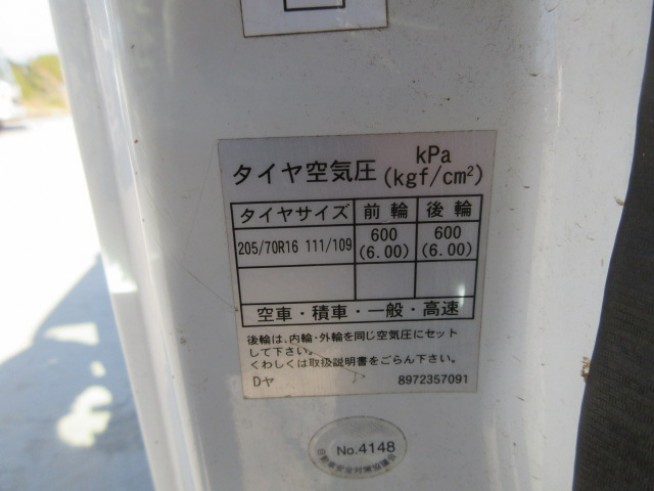 タイヤ空気圧 kPa
(kgf/cm²)
タイヤサイズ 前輪 後輪
205/70R16 111/109 600 (6.00) 600 (6.00)
空車・積車・一般・高速
後輪は、内輪・外輪を同じ空気圧にセット
して下さい。
くわしくは取扱説明書をごらん下さい。
Dヤ 8972357091
No.4148